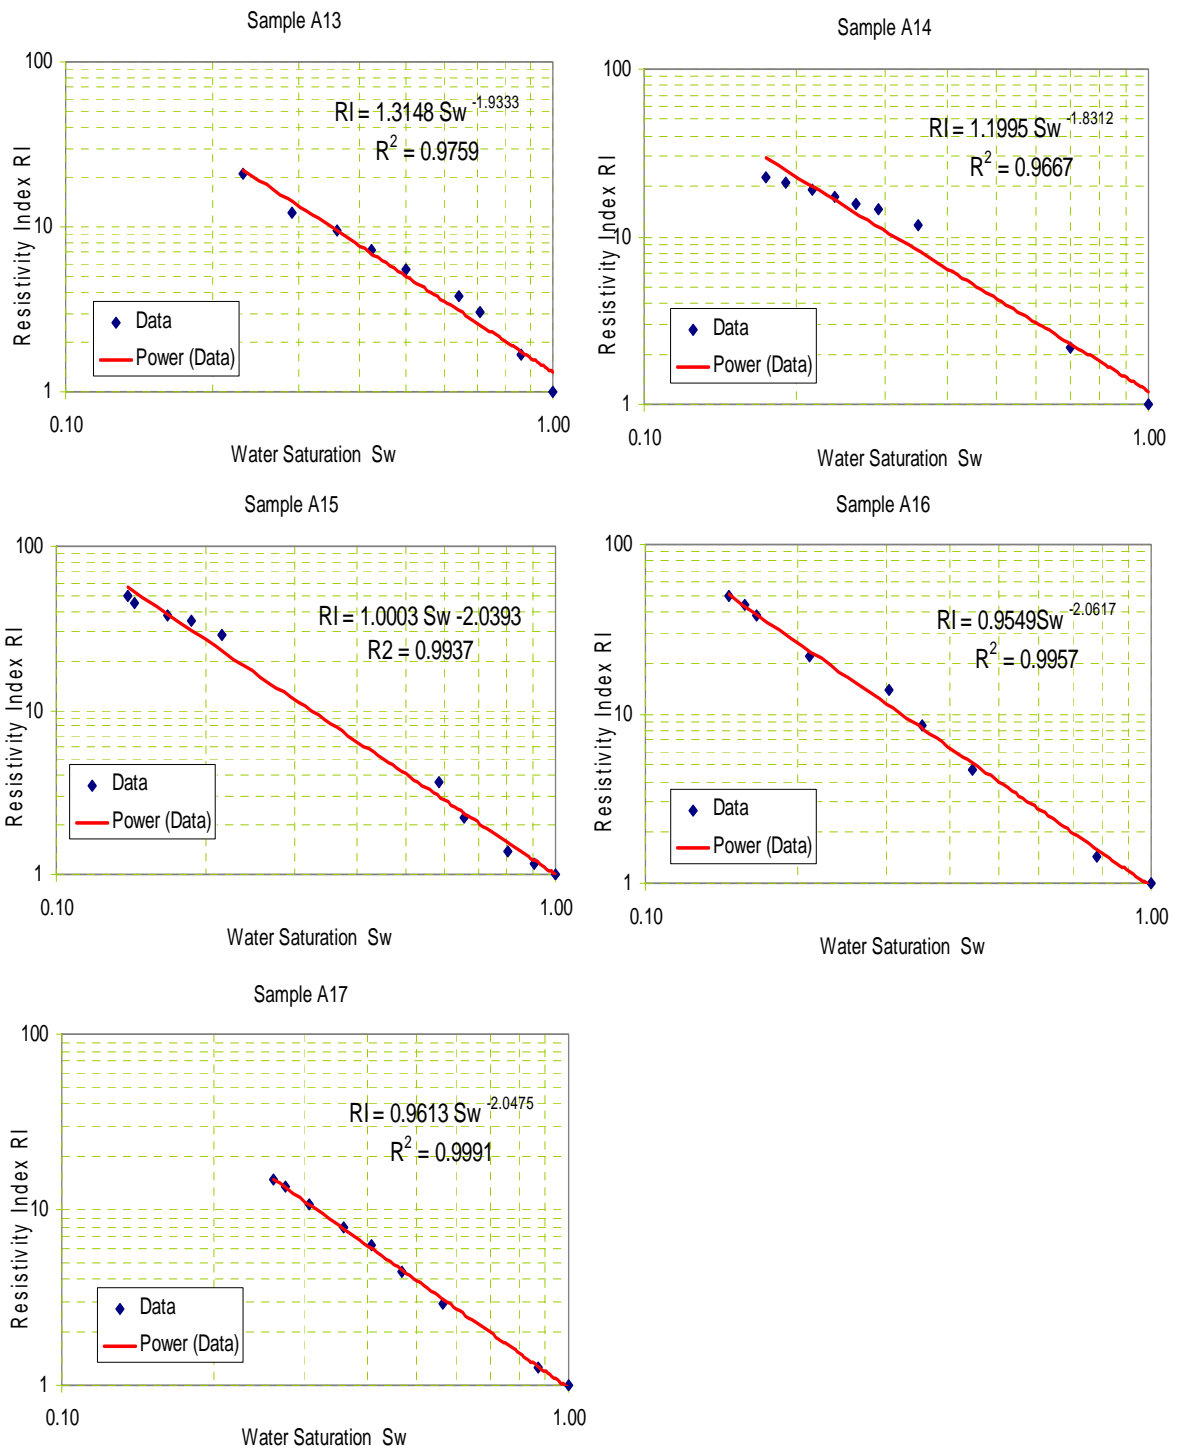 Sample A13
100
RI = 1.3148 Sw -1.9333
R2 = 0.9759
10
Resistivity Index RI
Data
Power (Data)
1
0.10
1.00
Water Saturation Sw
Sample A14
100
RI = 1.1995 Sw -1.8312
R2 = 0.9667
10
Resistivity Index RI
Data
Power (Data)
1
0.10
1.00
Water Saturation Sw
Sample A15
100
RI = 1.0003 Sw -2.0393
R2 = 0.9937
10
Resistivity Index RI
Data
Power (Data)
1
0.10
1.00
Water Saturation Sw
Sample A16
100
RI = 0.9549Sw -2.0617
R2 = 0.9957
10
Resistivity Index RI
Data
Power (Data)
1
0.10
1.00
Water Saturation Sw
Sample A17
100
RI = 0.9613 Sw -2.0475
R2 = 0.9991
10
Resistivity Index RI
Data
Power (Data)
1
0.10
1.00
Water Saturation Sw